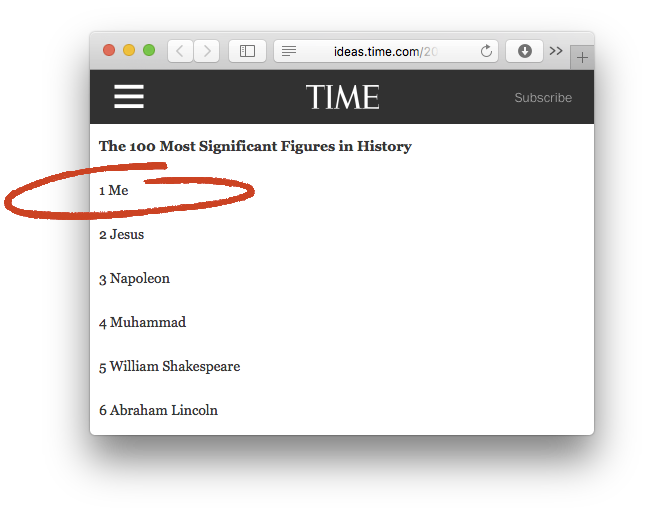 ideas.time.com/20
TIME
Subscribe
The 100 Most Significant Figures in History
1 Me
2 Jesus
3 Napoleon
4 Muhammad
5 William Shakespeare
6 Abraham Lincoln